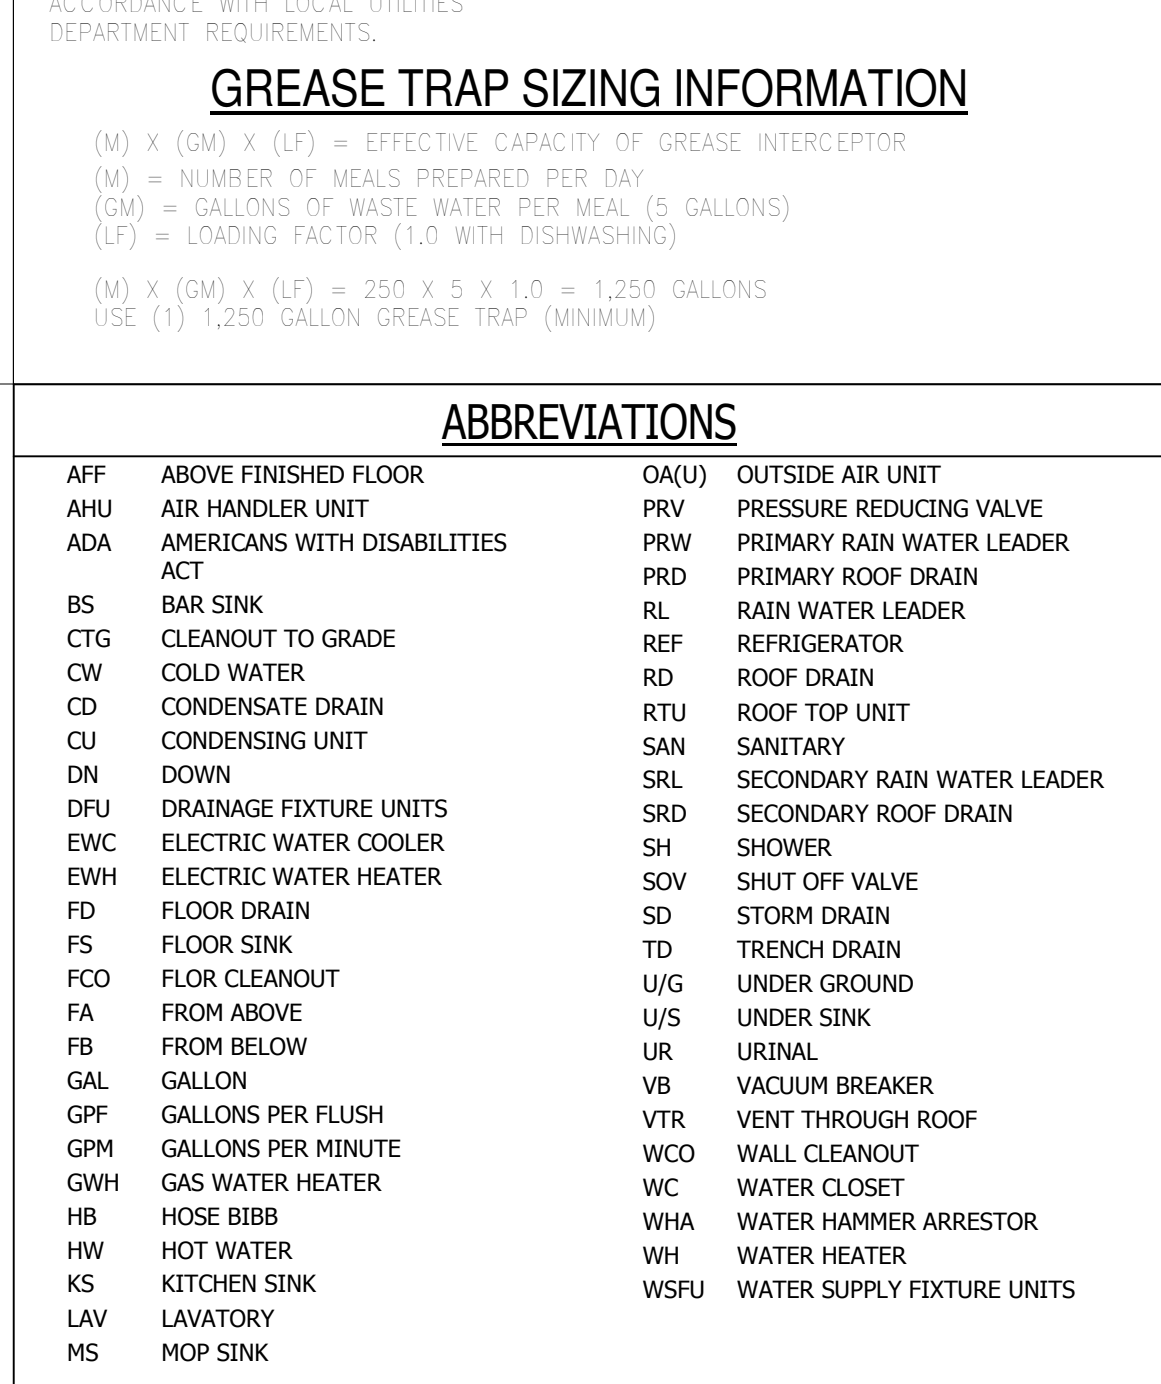 ACCORDANCE WITH LOCAL UTILITIES
DEPARTMENT REQUIREMENTS.
GREASE TRAP SIZING INFORMATION
(M) X (GM) X (LF) = EFFECTIVE CAPACITY OF GREASE INTERCEPTOR
(M) = NUMBER OF MEALS PREPARED PER DAY
(GM) = GALLONS OF WASTE WATER PER MEAL (5 GALLONS)
(LF) = LOADING FACTOR (1.0 WITH DISHWASHING)
(M) X (GM) X (LF) = 250 X 5 X 1.0 = 1,250 GALLONS
USE (1) 1,250 GALLON GREASE TRAP (MINIMUM)
ABBREVIATIONS
AFF ABOVE FINISHED FLOOR
AHU AIR HANDLER UNIT
ADA AMERICANS WITH DISABILITIES
ACT
BS BAR SINK
CTG CLEANOUT TO GRADE
CW COLD WATER
CD CONDENSATE DRAIN
CU CONDENSING UNIT
DN DOWN
DFU DRAINAGE FIXTURE UNITS
EWC ELECTRIC WATER COOLER
EWH ELECTRIC WATER HEATER
FD FLOOR DRAIN
FS FLOOR SINK
FCO FLOR CLEANOUT
FA FROM ABOVE
FB FROM BELOW
GAL GALLON
GPF GALLONS PER FLUSH
GPM GALLONS PER MINUTE
GWH GAS WATER HEATER
HB HOSE BIBB
HW HOT WATER
KS KITCHEN SINK
LAV LAVATORY
MS MOP SINK
OA(U) OUTSIDE AIR UNIT
PRV PRESSURE REDUCING VALVE
PRW PRIMARY RAIN WATER LEADER
PRD PRIMARY ROOF DRAIN
RL RAIN WATER LEADER
REF REFRIGERATOR
RD ROOF DRAIN
RTU ROOF TOP UNIT
SAN SANITARY
SRL SECONDARY RAIN WATER LEADER
SRD SECONDARY ROOF DRAIN
SH SHOWER
SOV SHUT OFF VALVE
SD STORM DRAIN
TD TRENCH DRAIN
U/G UNDER GROUND
U/S UNDER SINK
UR URINAL
VB VACUUM BREAKER
VTR VENT THROUGH ROOF
WCO WALL CLEANOUT
WC WATER CLOSET
WHA WATER HAMMER ARRESTOR
WH WATER HEATER
WSFU WATER SUPPLY FIXTURE UNITS